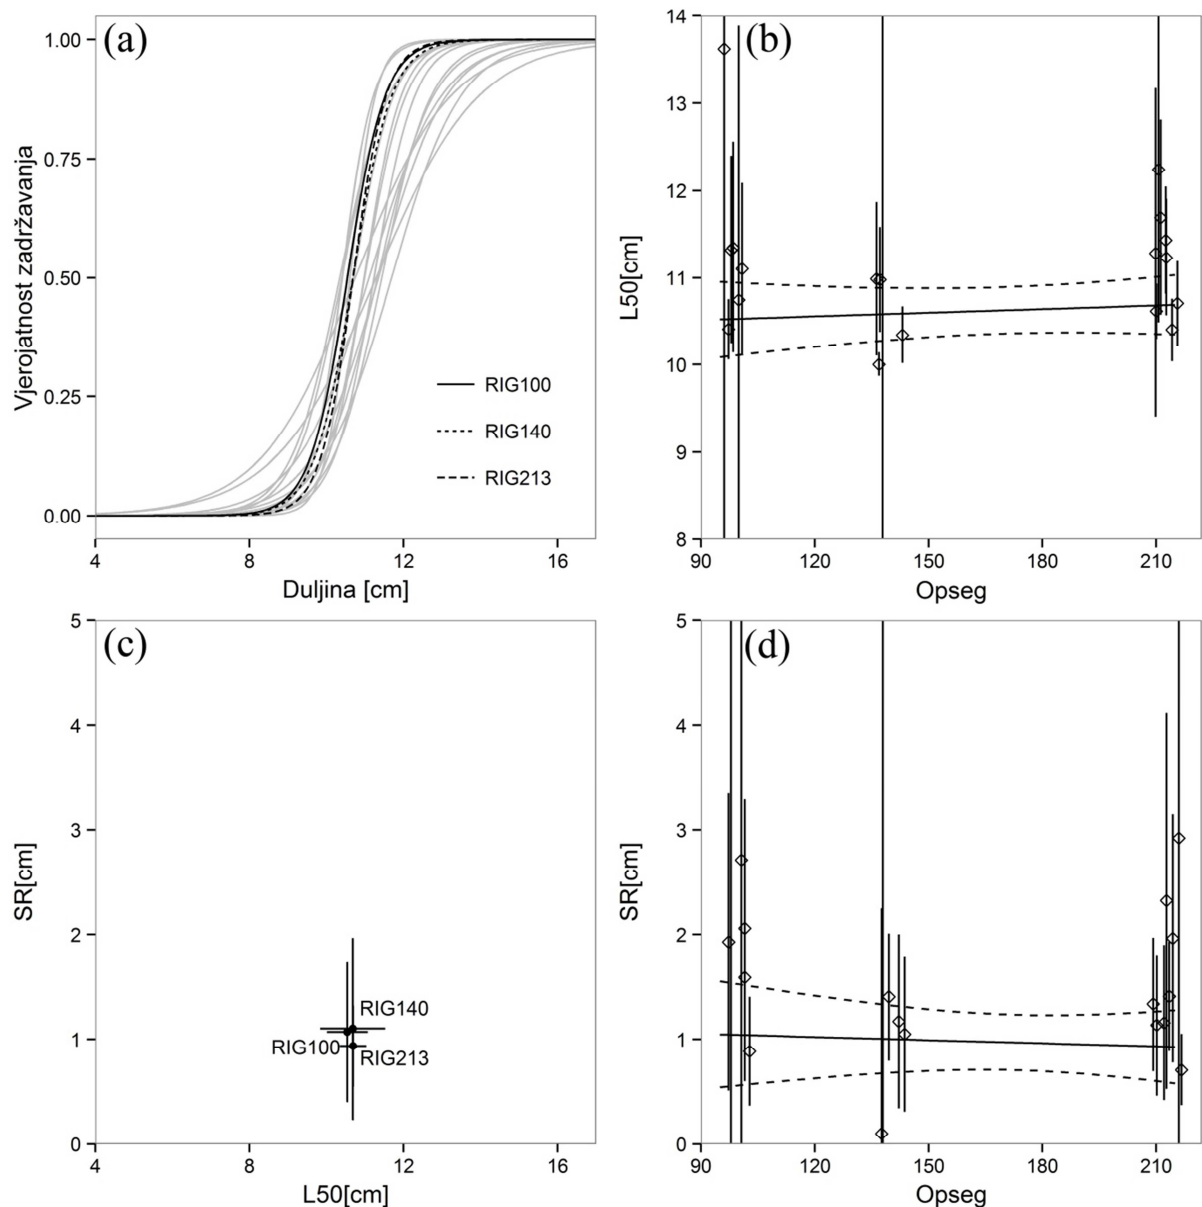 (a)
Vjerojatnost zadržavanja
1.00
0.75
0.50
0.25
0.00
RIG100
RIG140
RIG213
4 8 12 16
Duljina [cm]
(b)
L50[cm]
14
13
12
11
10
9
8
90 120 150 180 210
Opseg
(c)
SR[cm]
5
4
3
2
1
0
RIG140
RIG100
RIG213
4 8 12 16
L50[cm]
(d)
SR[cm]
5
4
3
2
1
0
90 120 150 180 210
Opseg